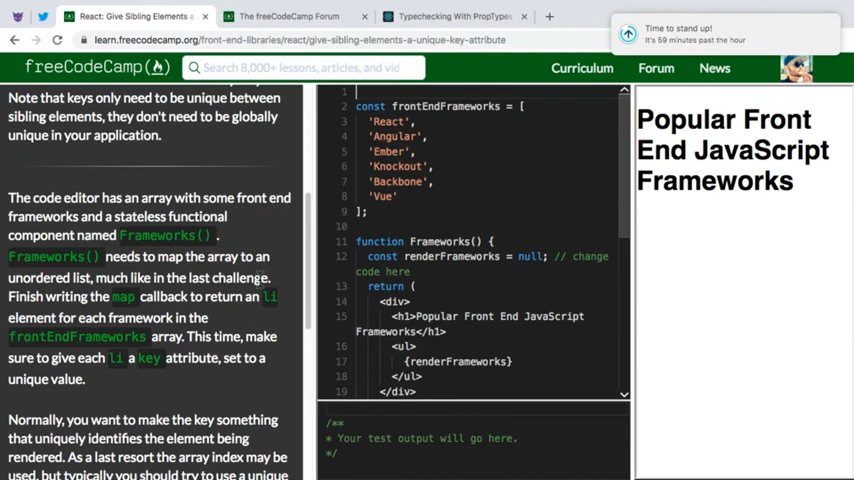 React: Give Sibling Elements a
The freeCodeCamp Forum
Typechecking With PropTypes
Time to stand up!
It's 59 minutes past the hour
learn.freecodecamp.org/front-end-libraries/react/give-sibling-elements-a-unique-key-attribute
freeCodeCamp
Search 8,000+ lessons, articles, and vid
Curriculum
Forum
News
Note that keys only need to be unique between
sibling elements, they don't need to be globally
unique in your application.
The code editor has an array with some front end
frameworks and a stateless functional
component named Frameworks() .
Frameworks() needs to map the array to an
unordered list, much like in the last challenge.
Finish writing the map callback to return an li
element for each framework in the
frontEndFrameworks array. This time, make
sure to give each li a key attribute, set to a
unique value.
Normally, you want to make the key something
that uniquely identifies the element being
rendered. As a last resort the array index may be
used, but typically you should try to use a unique
1
2 const frontEndFrameworks = [
3 'React',
4 'Angular',
5 'Ember',
6 'Knockout',
7 'Backbone',
8 'Vue'
9 ];
10
11 function Frameworks() {
12 const renderFrameworks = null; // change
code here
13 return (
14 <div>
15 <h1>Popular Front End JavaScript
Frameworks</h1>
16 <ul>
17 {renderFrameworks}
18 </ul>
19 </div>
/**
* Your test output will go here.
*/
Popular Front
End JavaScript
Frameworks